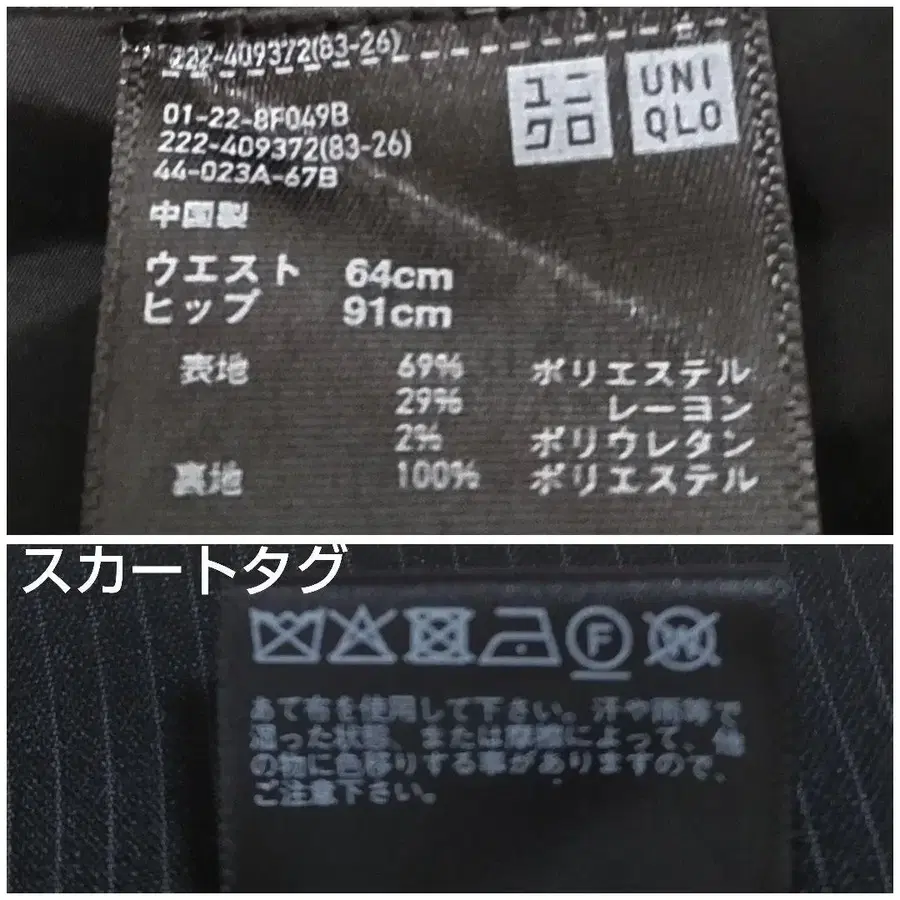 222-409372(83-26)
ユニクロ
UNIQLO
01-22-8F049B
222-409372(83-26)
44-023A-67B
中国製
ウエスト 64cm
ヒップ 91cm
表地 69% ポリエステル
29% レーヨン
2% ポリウレタン
裏地 100% ポリエステル
スカートタグ
F W
あて布を使用して下さい。汗や雨等で
湿った状態、または摩擦によって、他
の物に色移りする事がありますので、
ご注意下さい。